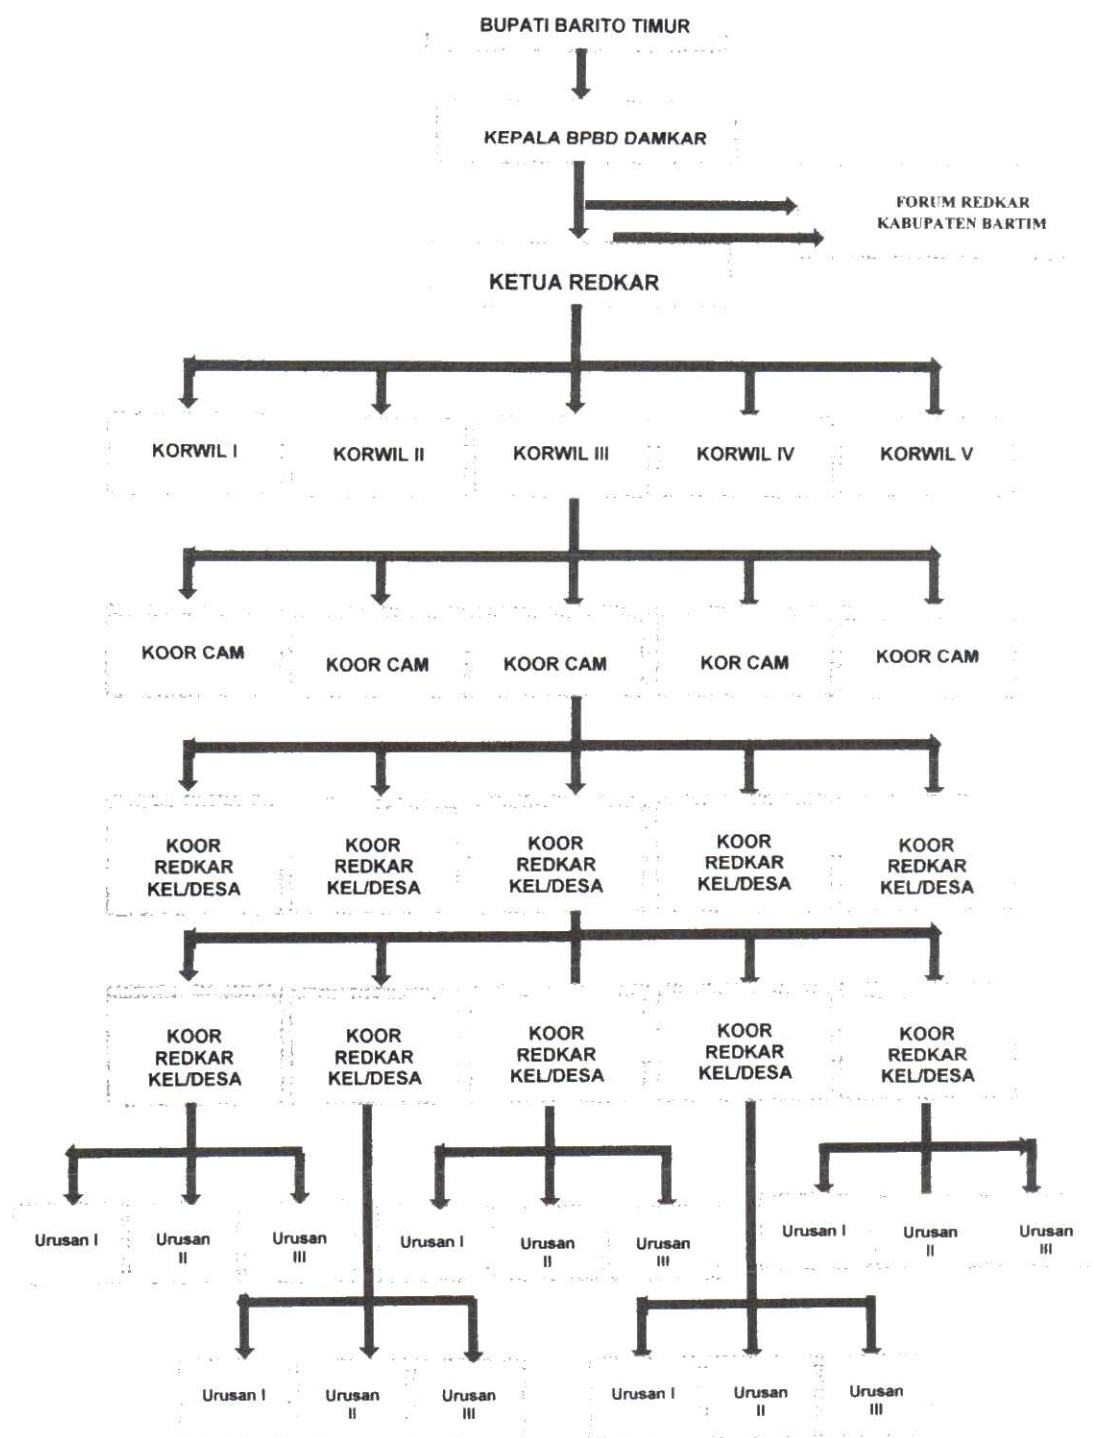 BUPATI BARITO TIMUR
KEPALA BPBD DAMKAR
FORUM REDKAR
KABUPATEN BARTIM
KETUA REDKAR
KORWIL I
KORWIL II
KORWIL III
KORWIL IV
KORWIL V
KOOR CAM
KOOR CAM
KOOR CAM
KOR CAM
KOOR CAM
KOOR
REDKAR
KEL/DESA
KOOR
REDKAR
KEL/DESA
KOOR
REDKAR
KEL/DESA
KOOR
REDKAR
KEL/DESA
KOOR
REDKAR
KEL/DESA
KOOR
REDKAR
KEL/DESA
KOOR
REDKAR
KEL/DESA
KOOR
REDKAR
KEL/DESA
KOOR
REDKAR
KEL/DESA
KOOR
REDKAR
KEL/DESA
Urusan I
Urusan
II
Urusan
III
Urusan I
Urusan
II
Urusan
III
Urusan I
Urusan
II
Urusan
III
Urusan I
Urusan
II
Urusan
III
Urusan I
Urusan
II
Urusan
III